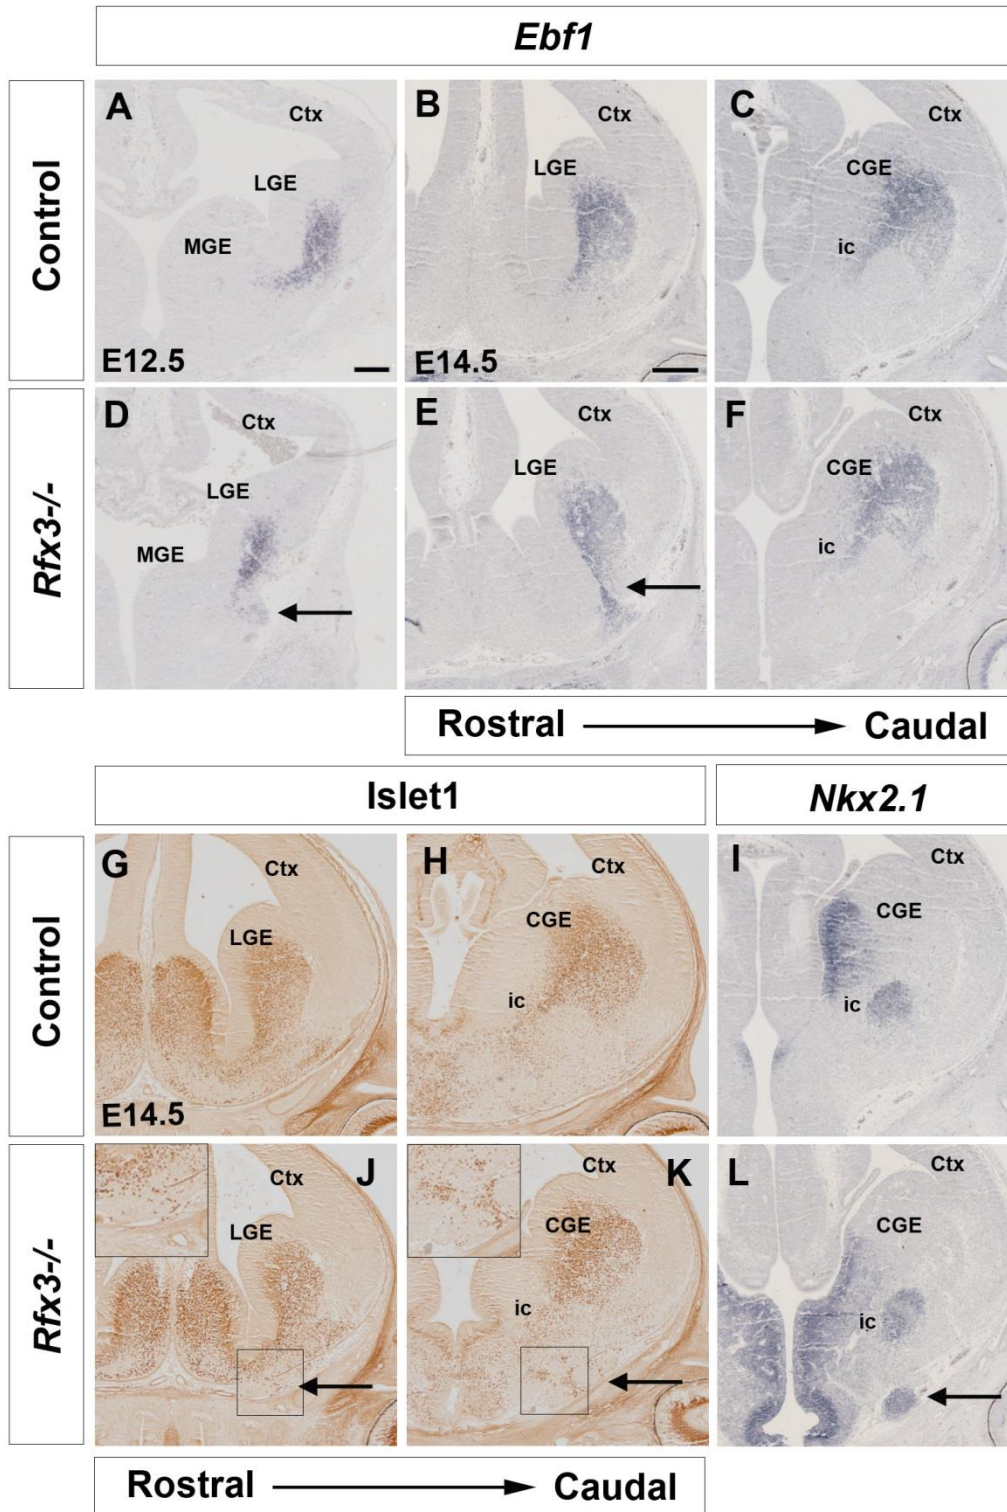 Ebf1
Control
A
Ctx
LGE
MGE
E12.5
B
Ctx
LGE
E14.5
C
Ctx
CGE
ic
Rfx3-/-
D
Ctx
LGE
MGE
E
Ctx
LGE
F
Ctx
CGE
ic
Rostral
Caudal
Islet1
Nkx2.1
Control
G
Ctx
LGE
E14.5
H
Ctx
CGE
ic
I
Ctx
CGE
ic
Rfx3-/-
J
Ctx
LGE
K
Ctx
CGE
ic
L
Ctx
CGE
ic
Rostral
Caudal